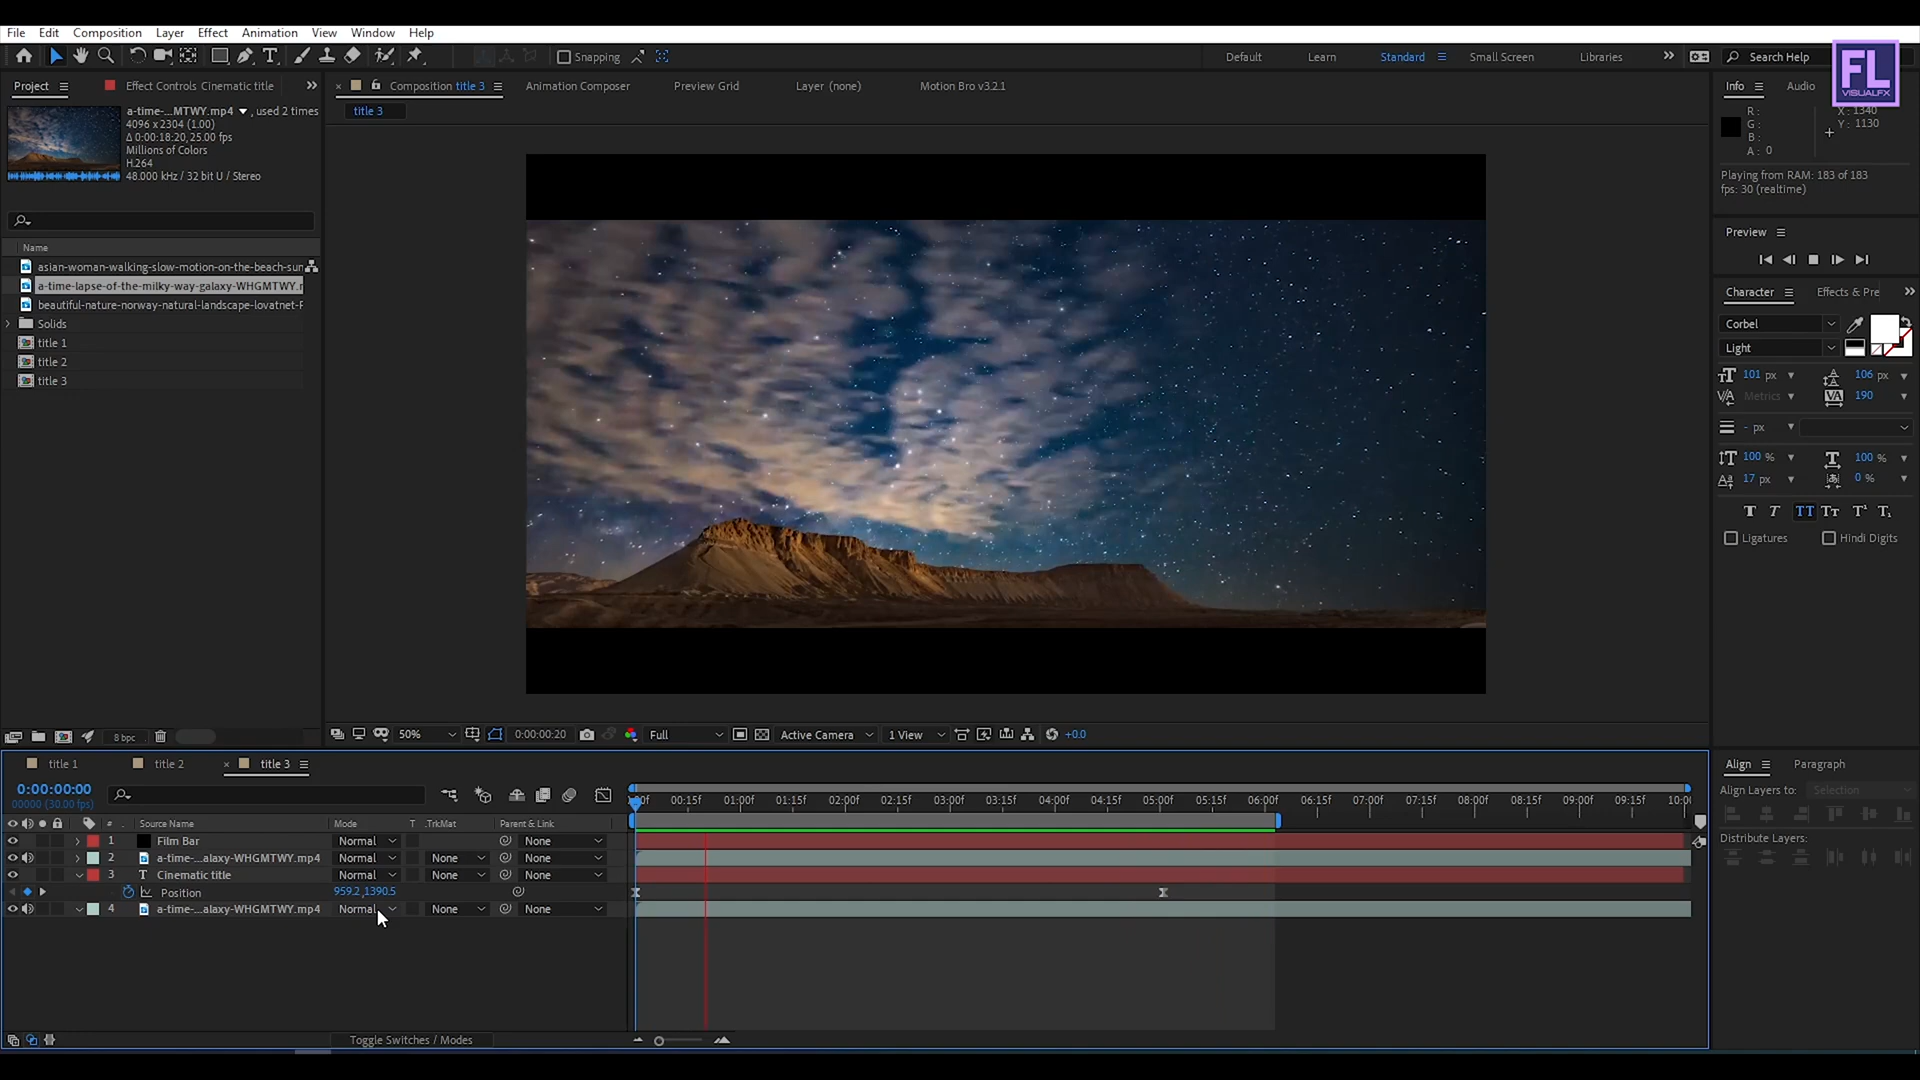 File Edit Composition Layer Effect Animation View Window Help
Snapping Default Learn Standard Small Screen Libraries Search Help
FL
VISUALFX
Project Effect Controls Cinematic title
Composition title 3 Animation Composer Preview Grid Layer (none) Motion Bro v3.2.1
Info Audio
title 3
a-time-...MTWY.mp4 , used 2 times
4096 x 2304 (1.00)
Δ 0:00:18:20, 25.00 fps
Millions of Colors
H.264
48.000 kHz / 32 bit U / Stereo
R :
G :
B :
A : 0
X : 1340
Y : 1130
Playing from RAM: 183 of 183
fps: 30 (realtime)
Preview
Name
asian-woman-walking-slow-motion-on-the-beach-sun
a-time-lapse-of-the-milky-way-galaxy-WHGMTWY.r
beautiful-nature-norway-natural-landscape-lovatnet-F
Solids
title 1
title 2
title 3
Character Effects & Pre
Corbel
Light
101 px 106 px
Metrics 190
- px
100 % 100 %
17 px 0 %
T T TT Tr T¹ T₁
Ligatures Hindi Digits
8 bpc
50% 0:00:00:20 Full Active Camera 1 View +0.0
title 1 title 2 title 3
0:00:00:00
00000 (30.00 fps)
:00f 00:15f 01:00f 01:15f 02:00f 02:15f 03:00f 03:15f 04:00f 04:15f 05:00f 05:15f 06:00f 06:15f 07:00f 07:15f 08:00f 08:15f 09:00f 09:15f 10:0
# Source Name Mode T .TrkMat Parent & Link
1 Film Bar Normal None
2 a-time-...alaxy-WHGMTWY.mp4 Normal None None
3 T Cinematic title Normal None None
Position 959.2,1390.5
4 a-time-...alaxy-WHGMTWY.mp4 Normal None None
Toggle Switches / Modes
Align Paragraph
Align Layers to: Selection
Distribute Layers: